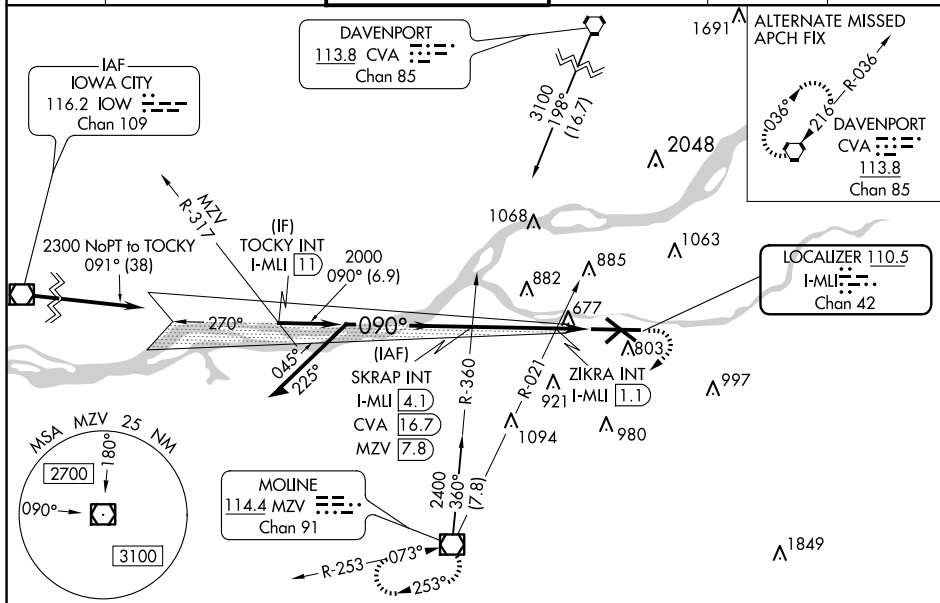 IAF
IOWA CITY
116.2 IOW
Chan 109
DAVENPORT
113.8 CVA
Chan 85
3100
198°
(16.7)
1691
ALTERNATE MISSED
APCH FIX
R-036
036°
216°
DAVENPORT
CVA
113.8
Chan 85
2048
MZV
R-317
1068
2300 NoPT to TOCKY
091° (38)
(IF)
TOCKY INT
I-MLI 11
2000
090° (6.9)
882
885
1063
LOCALIZER 110.5
I-MLI
Chan 42
677
270°
090°
803
045°
225°
(IAF)
SKRAP INT
I-MLI 4.1
CVA 16.7
MZV 7.8
R-360
R-021
ZIKRA INT
I-MLI 1.1
921
997
1094
980
MSA MZV 25 NM
180°
2700
090°
3100
MOLINE
114.4 MZV
Chan 91
2400
360°
(7.8)
R-253
073°
253°
1849